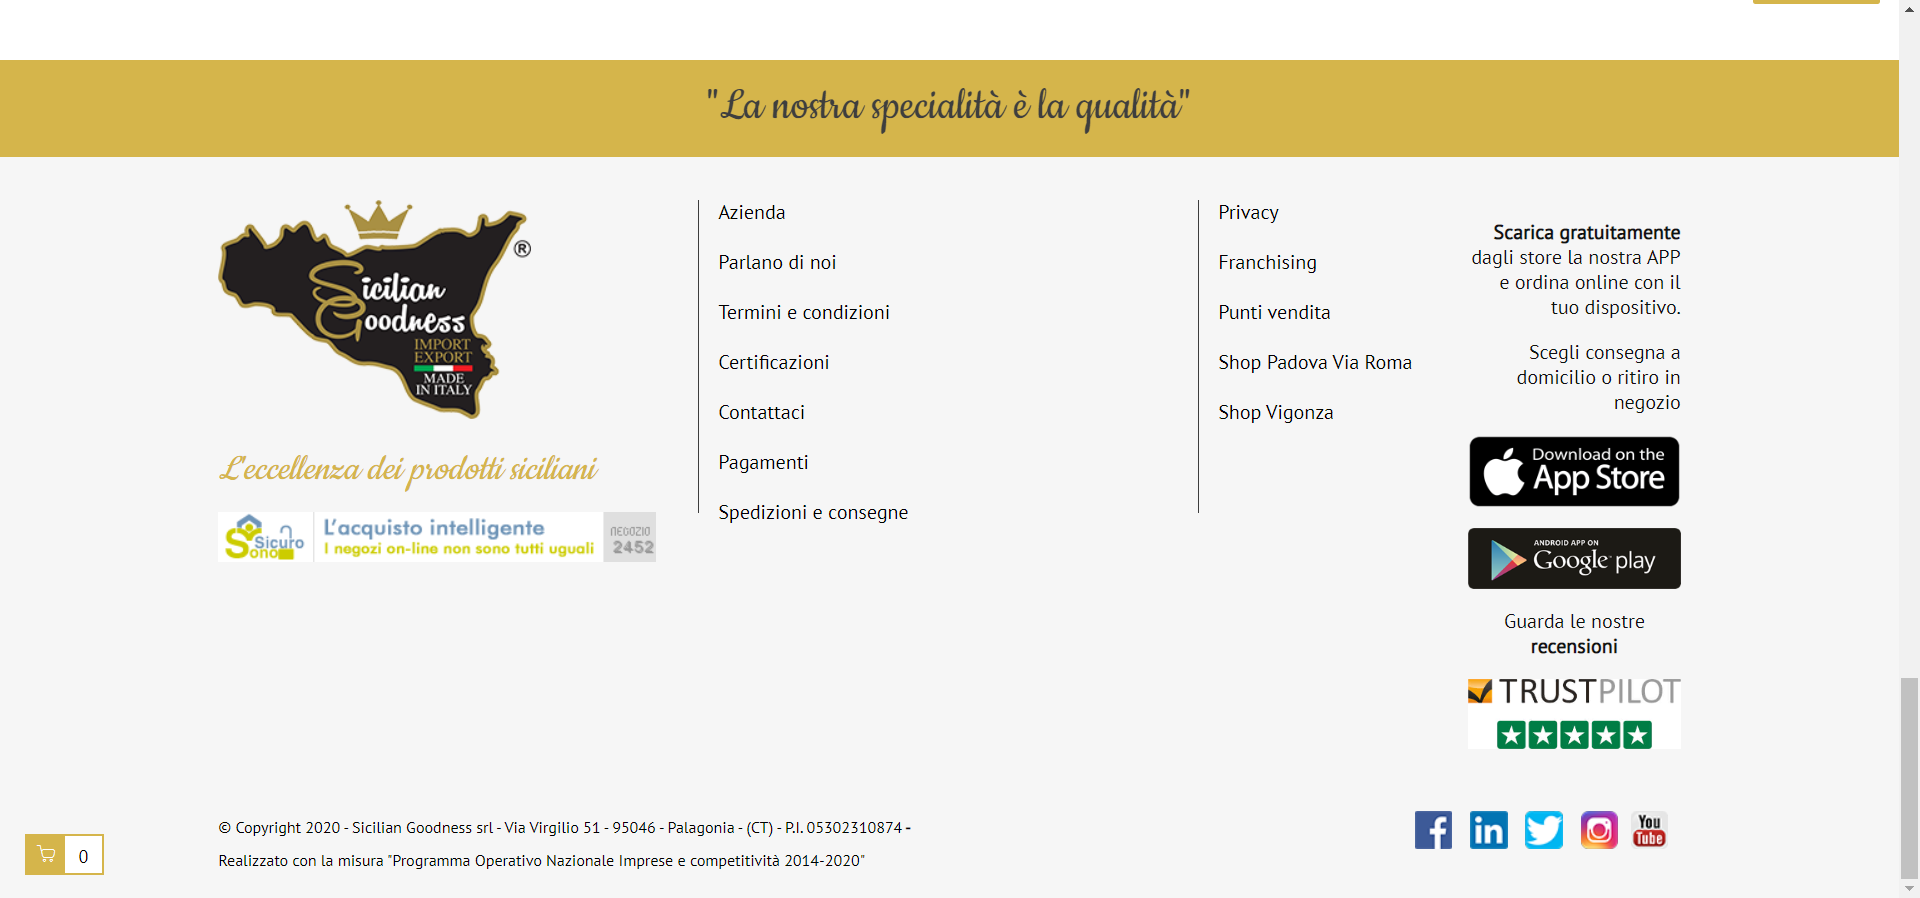 "La nostra specialità è la qualità"
Sicilian
Goodness
®
IMPORT
EXPORT
MADE
IN ITALY
L'eccellenza dei prodotti siciliani
Sicuro
Sono
L'acquisto intelligente
I negozi on-line non sono tutti uguali
NEGOZIO
2452
Azienda
Parlano di noi
Termini e condizioni
Certificazioni
Contattaci
Pagamenti
Spedizioni e consegne
Privacy
Franchising
Punti vendita
Shop Padova Via Roma
Shop Vigonza
Scarica gratuitamente
dagli store la nostra APP
e ordina online con il
tuo dispositivo.
Scegli consegna a
domicilio o ritiro in
negozio
Download on the
App Store
ANDROID APP ON
Google play
Guarda le nostre
recensioni
TRUSTPILOT
© Copyright 2020 - Sicilian Goodness srl - Via Virgilio 51 - 95046 - Palagonia - (CT) - P.I. 05302310874 -
Realizzato con la misura "Programma Operativo Nazionale Imprese e competitività 2014-2020"
0
f
in
You
Tube